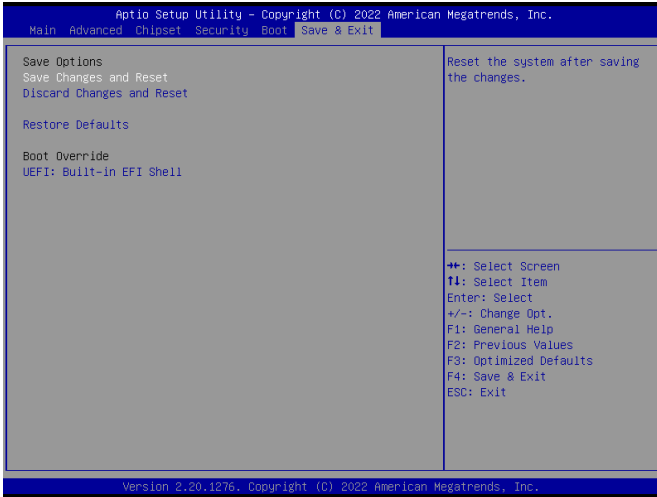 Aptio Setup Utility – Copyright (C) 2022 American Megatrends, Inc.
Main Advanced Chipset Security Boot Save & Exit
Save Options
Save Changes and Reset
Discard Changes and Reset
Restore Defaults
Boot Override
UEFI: Built-in EFI Shell
Reset the system after saving
the changes.
→←: Select Screen
↑↓: Select Item
Enter: Select
+/-: Change Opt.
F1: General Help
F2: Previous Values
F3: Optimized Defaults
F4: Save & Exit
ESC: Exit
Version 2.20.1276. Copyright (C) 2022 American Megatrends, Inc.